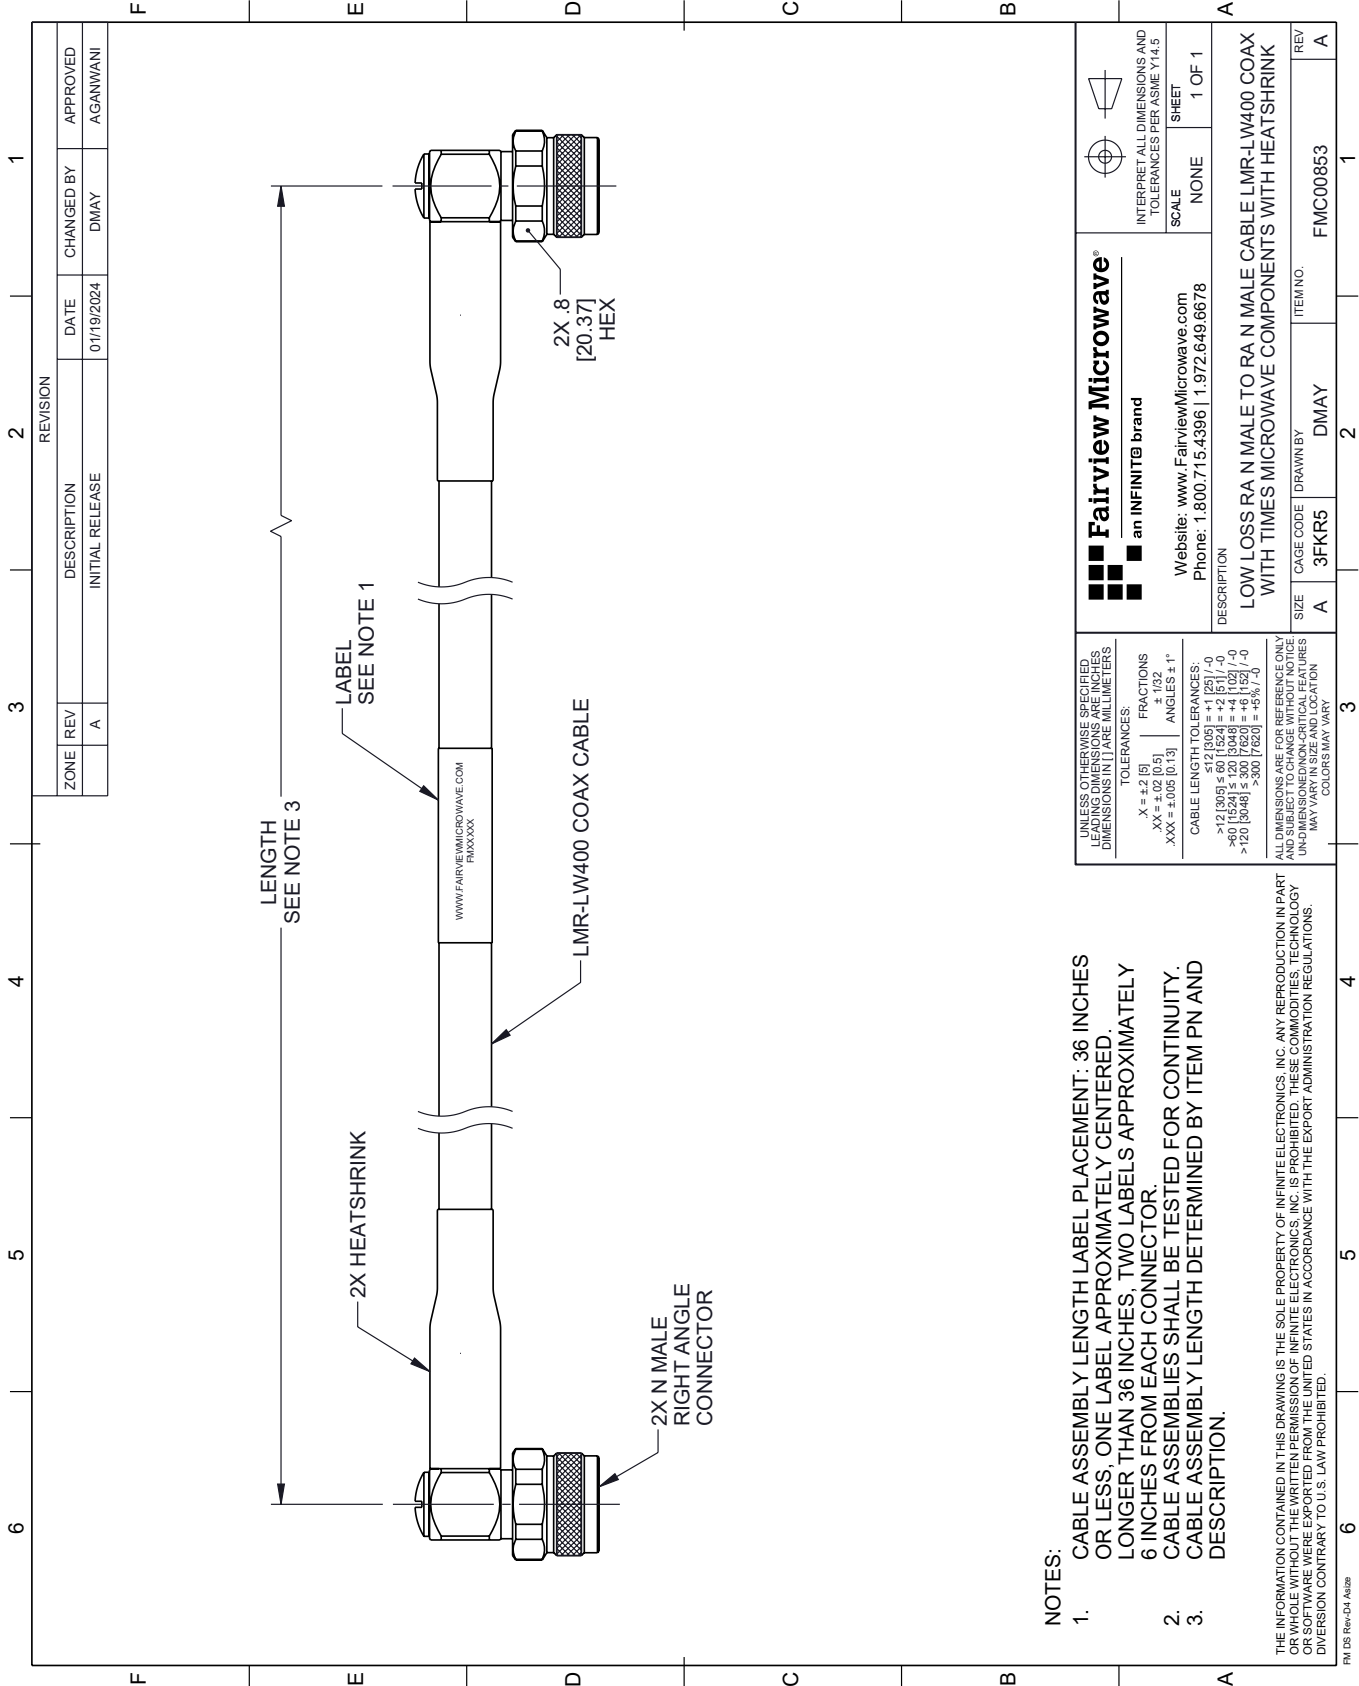 REVISION
ZONE REV DESCRIPTION DATE CHANGED BY APPROVED
A INITIAL RELEASE 01/19/2024 DMAY AGANWANI
6 5 4 3 2 1
F
E
D
C
B
A
F
E
D
C
B
A
LENGTH
SEE NOTE 3
2X HEATSHRINK
LABEL
SEE NOTE 1
WWW.FAIRVIEWMICROWAVE.COM
FMXXXXX
2X N MALE
RIGHT ANGLE
CONNECTOR
LMR-LW400 COAX CABLE
2X .8
[20.37]
HEX
NOTES:
1. CABLE ASSEMBLY LENGTH LABEL PLACEMENT: 36 INCHES
OR LESS, ONE LABEL APPROXIMATELY CENTERED.
LONGER THAN 36 INCHES, TWO LABELS APPROXIMATELY
6 INCHES FROM EACH CONNECTOR.
2. CABLE ASSEMBLIES SHALL BE TESTED FOR CONTINUITY.
3. CABLE ASSEMBLY LENGTH DETERMINED BY ITEM PN AND
DESCRIPTION.
THE INFORMATION CONTAINED IN THIS DRAWING IS THE SOLE PROPERTY OF INFINITE ELECTRONICS, INC. ANY REPRODUCTION IN PART
OR WHOLE WITHOUT THE WRITTEN PERMISSION OF INFINITE ELECTRONICS, INC. IS PROHIBITED. THESE COMMODITIES, TECHNOLOGY
OR SOFTWARE WERE EXPORTED FROM THE UNITED STATES IN ACCORDANCE WITH THE EXPORT ADMINISTRATION REGULATIONS.
DIVERSION CONTRARY TO U.S. LAW PROHIBITED.
UNLESS OTHERWISE SPECIFIED
LEADING DIMENSIONS ARE INCHES
DIMENSIONS IN [ ] ARE MILLIMETERS
TOLERANCES:
.X = ±.2 [5]
.XX = ±.02 [0.5]
.XXX = ±.005 [0.13]
FRACTIONS
± 1/32
ANGLES ± 1°
CABLE LENGTH TOLERANCES:
≤12 [305] = +1 [25] / -0
>12 [305] ≤ 60 [1524] = +2 [51] / -0
>60 [1524] ≤ 120 [3048] = +4 [102] / -0
>120 [3048] ≤ 300 [7620] = +6 [152] / -0
>300 [7620] = +5% / -0
ALL DIMENSIONS ARE FOR REFERENCE ONLY
AND SUBJECT TO CHANGE WITHOUT NOTICE.
UN-DIMENSIONED/NON-CRITICAL FEATURES
MAY VARY IN SIZE AND LOCATION
COLORS MAY VARY
Fairview Microwave®
an INFINITE brand
Website: www.FairviewMicrowave.com
Phone: 1.800.715.4396 | 1.972.649.6678
INTERPRET ALL DIMENSIONS AND
TOLERANCES PER ASME Y14.5
SCALE
NONE
SHEET
1 OF 1
DESCRIPTION
LOW LOSS RA N MALE TO RA N MALE CABLE LMR-LW400 COAX
WITH TIMES MICROWAVE COMPONENTS WITH HEATSHRINK
SIZE
A
CAGE CODE
3FKR5
DRAWN BY
DMAY
ITEM NO.
FMC00853
REV
A
6 5 4 3 2 1
FM DS Rev-D4 Asize